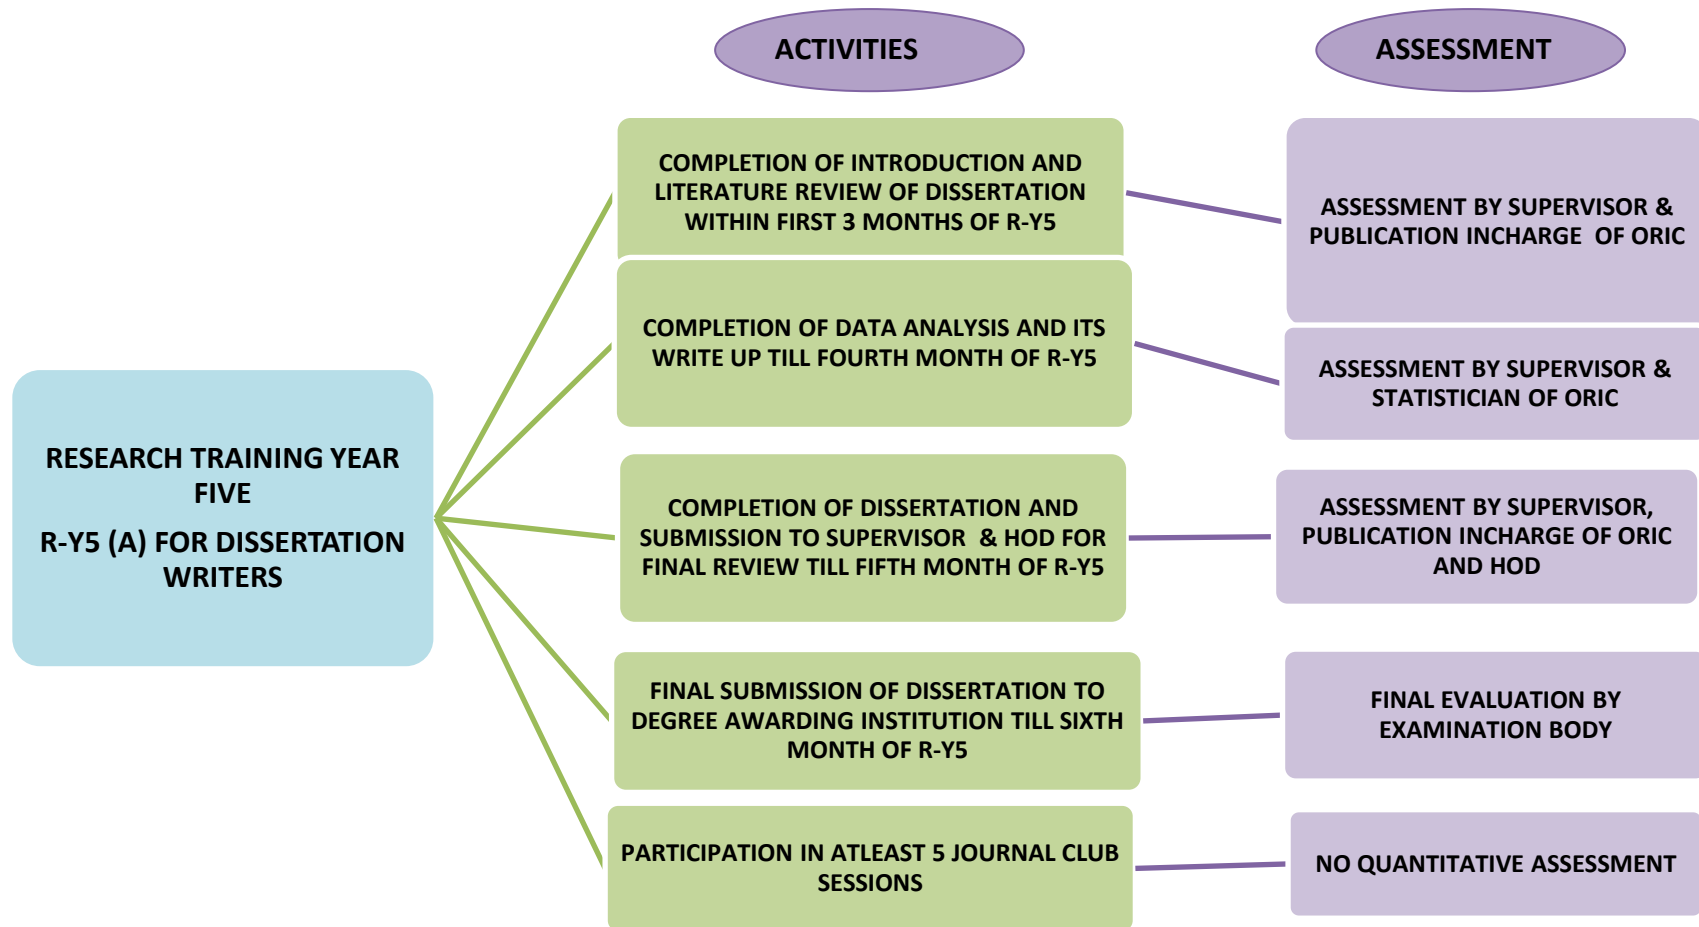 ACTIVITIES
ASSESSMENT
RESEARCH TRAINING YEAR
FIVE
R-Y5 (A) FOR DISSERTATION
WRITERS
COMPLETION OF INTRODUCTION AND
LITERATURE REVIEW OF DISSERTATION
WITHIN FIRST 3 MONTHS OF R-Y5
ASSESSMENT BY SUPERVISOR &
PUBLICATION INCHARGE OF ORIC
COMPLETION OF DATA ANALYSIS AND ITS
WRITE UP TILL FOURTH MONTH OF R-Y5
ASSESSMENT BY SUPERVISOR &
STATISTICIAN OF ORIC
COMPLETION OF DISSERTATION AND
SUBMISSION TO SUPERVISOR & HOD FOR
FINAL REVIEW TILL FIFTH MONTH OF R-Y5
ASSESSMENT BY SUPERVISOR,
PUBLICATION INCHARGE OF ORIC
AND HOD
FINAL SUBMISSION OF DISSERTATION TO
DEGREE AWARDING INSTITUTION TILL SIXTH
MONTH OF R-Y5
FINAL EVALUATION BY
EXAMINATION BODY
PARTICIPATION IN ATLEAST 5 JOURNAL CLUB
SESSIONS
NO QUANTITATIVE ASSESSMENT